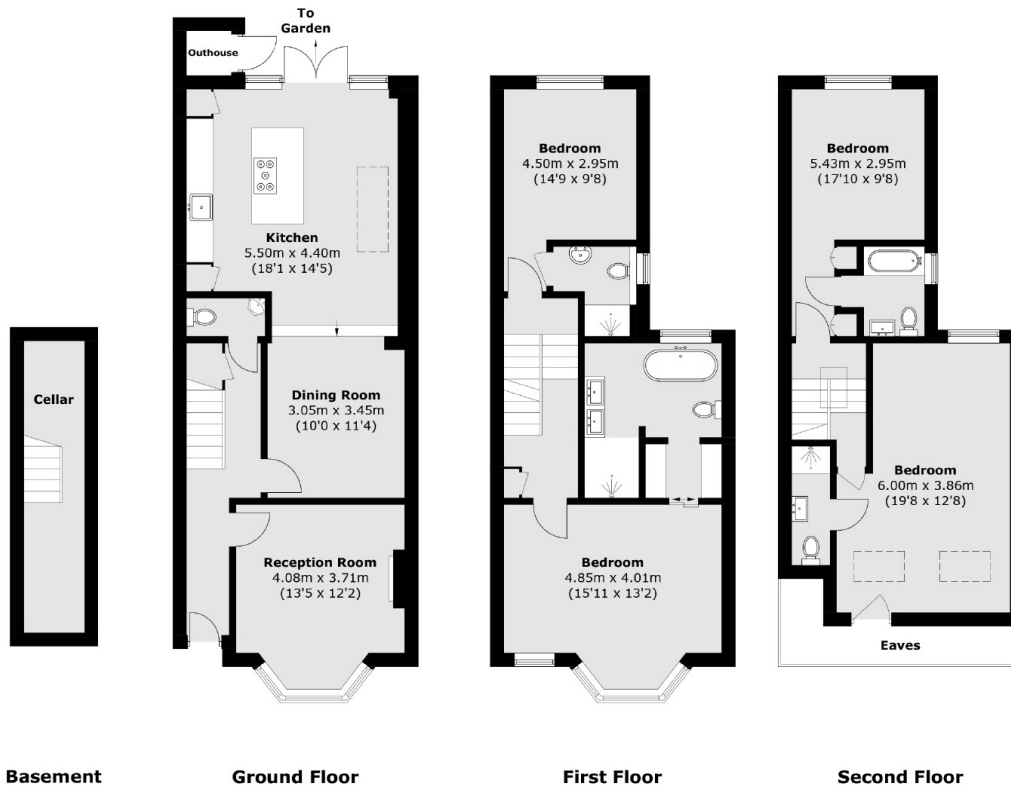 To
Garden
Outhouse
Kitchen
5.50m x 4.40m
(18'1 x 14'5)
Dining Room
3.05m x 3.45m
(10'0 x 11'4)
Reception Room
4.08m x 3.71m
(13'5 x 12'2)
Cellar
Bedroom
4.50m x 2.95m
(14'9 x 9'8)
Bedroom
4.85m x 4.01m
(15'11 x 13'2)
Bedroom
5.43m x 2.95m
(17'10 x 9'8)
Bedroom
6.00m x 3.86m
(19'8 x 12'8)
Eaves
Basement
Ground Floor
First Floor
Second Floor